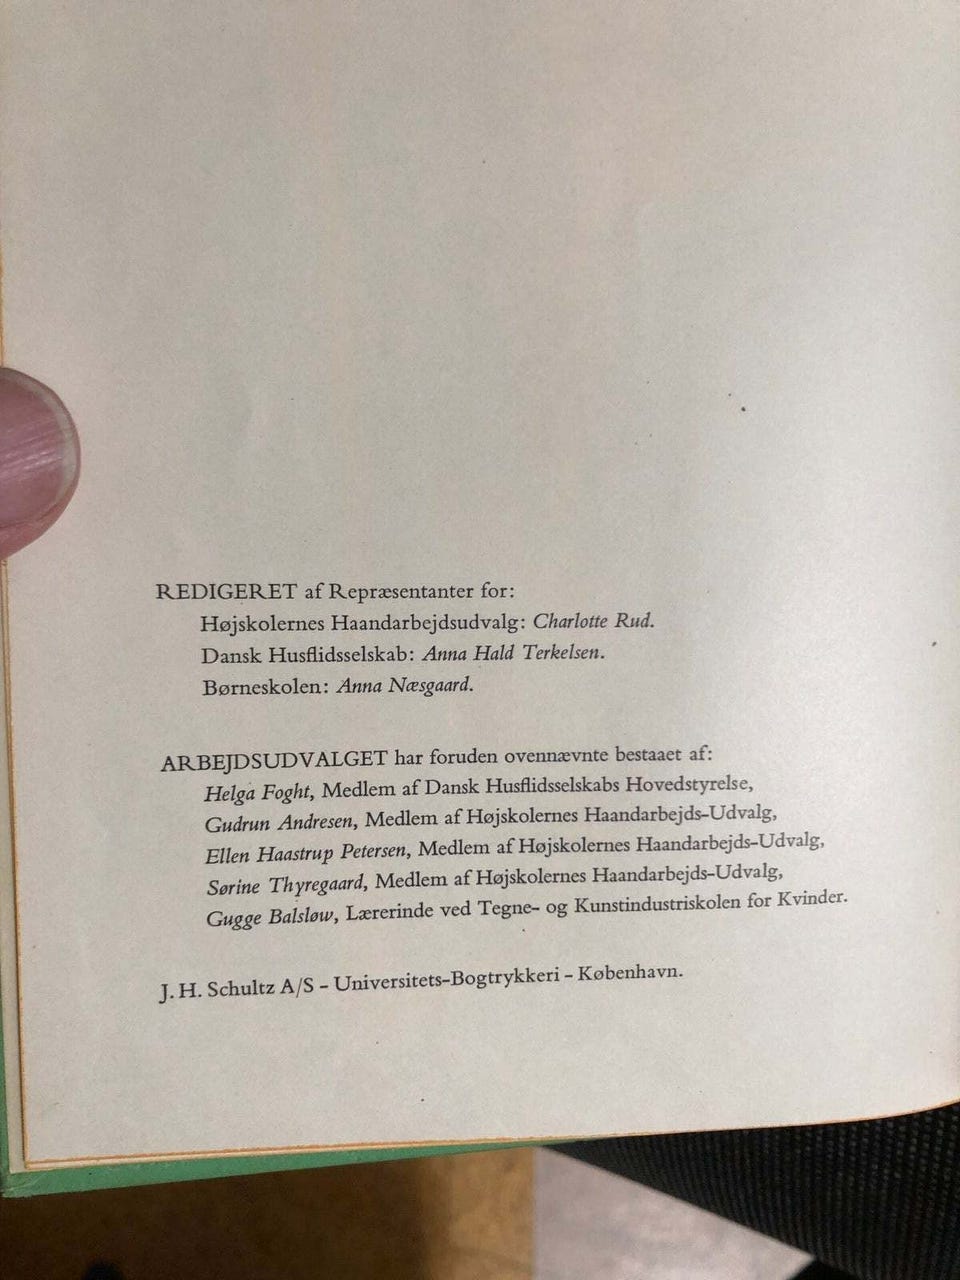 REDIGERET af Repræsentanter for:
Højskolernes Haandarbejdsudvalg: Charlotte Rud.
Dansk Husflidsselskab: Anna Hald Terkelsen.
Børneskolen: Anna Næsgaard.
ARBEJDSUDVALGET har foruden ovennævnte bestaaet af:
Helga Foght, Medlem af Dansk Husflidsselskabs Hovedstyrelse,
Gudrun Andresen, Medlem af Højskolernes Haandarbejds-Udvalg,
Ellen Haastrup Petersen, Medlem af Højskolernes Haandarbejds-Udvalg,
Sørine Thyregaard, Medlem af Højskolernes Haandarbejds-Udvalg,
Gugge Balsløw, Lærerinde ved Tegne- og Kunstindustriskolen for Kvinder.
J. H. Schultz A/S – Universitets-Bogtrykkeri – København.